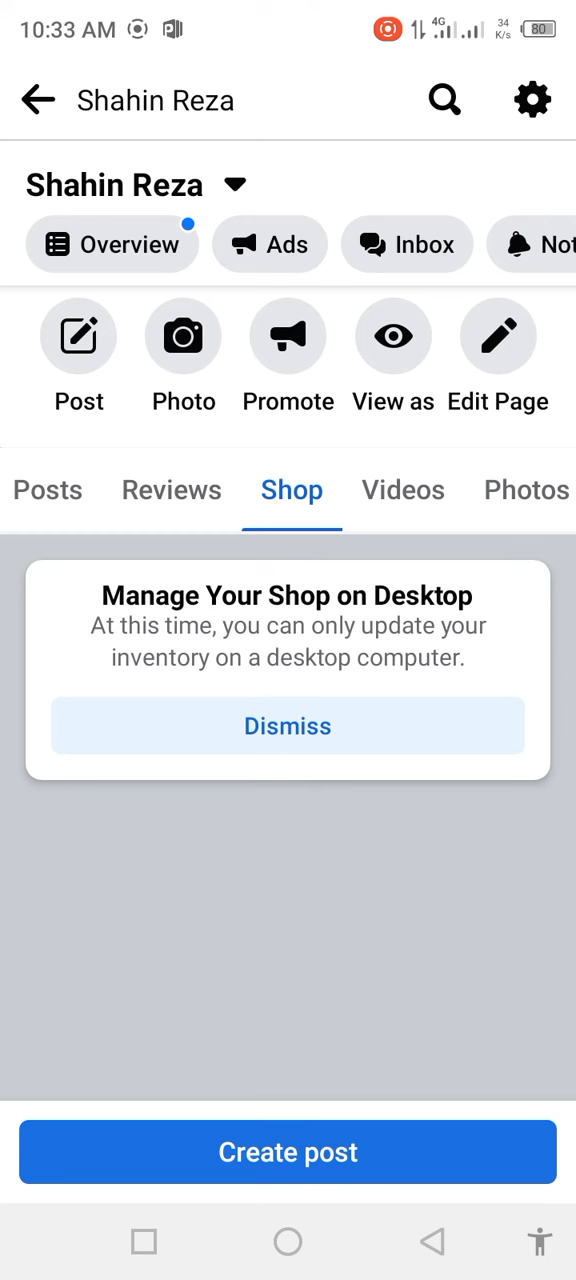 10:33 AM 4G 34 K/s 80
Shahin Reza
Shahin Reza
Overview Ads Inbox Not
Post Photo Promote View as Edit Page
Posts Reviews Shop Videos Photos
Manage Your Shop on Desktop
At this time, you can only update your
inventory on a desktop computer.
Dismiss
Create post